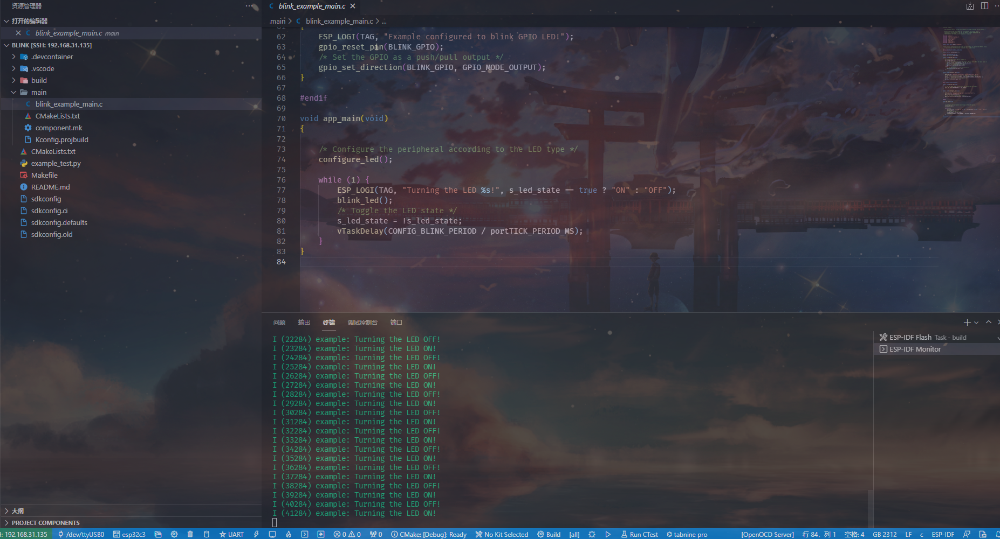 资源管理器
打开的编辑器
blink_example_main.c main
BLINK [SSH: 192.168.31.135]
.devcontainer
.vscode
build
main
blink_example_main.c
CMakeLists.txt
component.mk
Kconfig.projbuild
CMakeLists.txt
example_test.py
Makefile
README.md
sdkconfig
sdkconfig.ci
sdkconfig.defaults
sdkconfig.old
大纲
PROJECT COMPONENTS
blink_example_main.c
main > blink_example_main.c > ...
61 {
62 ESP_LOGI(TAG, "Example configured to blink GPIO LED!");
63 gpio_reset_pin(BLINK_GPIO);
64 /* Set the GPIO as a push/pull output */
65 gpio_set_direction(BLINK_GPIO, GPIO_MODE_OUTPUT);
66 }
67
68 #endif
69
70 void app_main(void)
71 {
72
73 /* Configure the peripheral according to the LED type */
74 configure_led();
75
76 while (1) {
77 ESP_LOGI(TAG, "Turning the LED %s!", s_led_state == true ? "ON" : "OFF");
78 blink_led();
79 /* Toggle the LED state */
80 s_led_state = !s_led_state;
81 vTaskDelay(CONFIG_BLINK_PERIOD / portTICK_PERIOD_MS);
82 }
83 }
84
问题 输出 终端 调试控制台 端口
I (22284) example: Turning the LED OFF!
I (23284) example: Turning the LED ON!
I (24284) example: Turning the LED OFF!
I (25284) example: Turning the LED ON!
I (26284) example: Turning the LED OFF!
I (27284) example: Turning the LED ON!
I (28284) example: Turning the LED OFF!
I (29284) example: Turning the LED ON!
I (30284) example: Turning the LED OFF!
I (31284) example: Turning the LED ON!
I (32284) example: Turning the LED OFF!
I (33284) example: Turning the LED ON!
I (34284) example: Turning the LED OFF!
I (35284) example: Turning the LED ON!
I (36284) example: Turning the LED OFF!
I (37284) example: Turning the LED ON!
I (38284) example: Turning the LED OFF!
I (39284) example: Turning the LED ON!
I (40284) example: Turning the LED OFF!
I (41284) example: Turning the LED ON!
ESP-IDF Flash Task - build
ESP-IDF Monitor
H: 192.168.31.135 /dev/ttyUSB0 esp32c3 UART 0 0 0 CMake: [Debug]: Ready No Kit Selected Build [all] Run CTest tabnine pro [OpenOCD Server] 行 84，列 1 空格: 4 GB 2312 LF c ESP-IDF